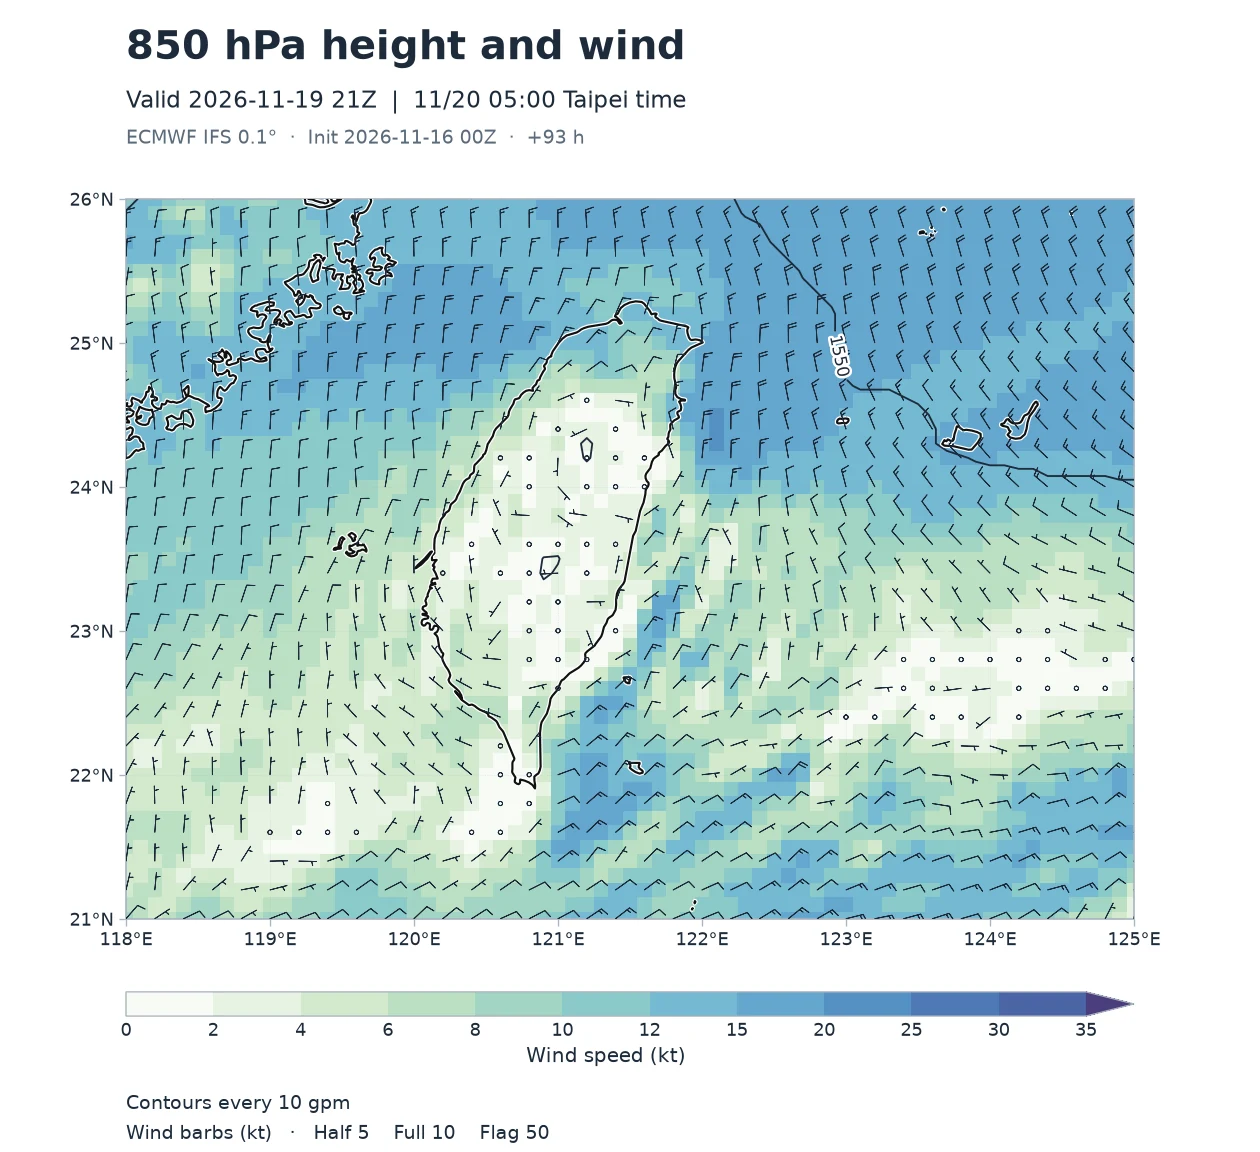 850 hPa height and wind
Valid 2026-11-19 21Z | 11/20 05:00 Taipei time
ECMWF IFS 0.1° · Init 2026-11-16 00Z · +93 h
26°N
25°N
24°N
23°N
22°N
21°N
1550
118°E 119°E 120°E 121°E 122°E 123°E 124°E 125°E
0 2 4 6 8 10 12 15 20 25 30 35
Wind speed (kt)
Contours every 10 gpm
Wind barbs (kt) · Half 5 Full 10 Flag 50